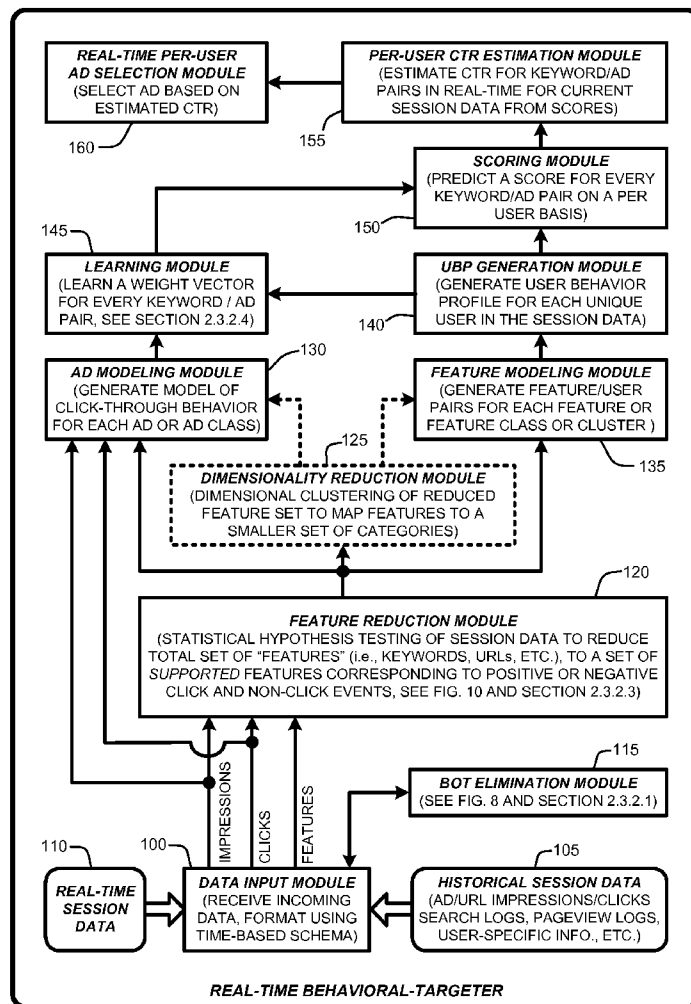 REAL-TIME PER-USER
AD SELECTION MODULE
(SELECT AD BASED ON
ESTIMATED CTR)
160
PER-USER CTR ESTIMATION MODULE
(ESTIMATE CTR FOR KEYWORD/AD
PAIRS IN REAL-TIME FOR CURRENT
SESSION DATA FROM SCORES)
155
SCORING MODULE
(PREDICT A SCORE FOR EVERY
KEYWORD/AD PAIR ON A PER
USER BASIS)
150
145
LEARNING MODULE
(LEARN A WEIGHT VECTOR
FOR EVERY KEYWORD / AD
PAIR, SEE SECTION 2.3.2.4)
UBP GENERATION MODULE
(GENERATE USER BEHAVIOR
PROFILE FOR EACH UNIQUE
USER IN THE SESSION DATA)
140
130
AD MODELING MODULE
(GENERATE MODEL OF
CLICK-THROUGH BEHAVIOR
FOR EACH AD OR AD CLASS)
FEATURE MODELING MODULE
(GENERATE FEATURE/USER
PAIRS FOR EACH FEATURE OR
FEATURE CLASS OR CLUSTER )
135
125
DIMENSIONALITY REDUCTION MODULE
(DIMENSIONAL CLUSTERING OF REDUCED
FEATURE SET TO MAP FEATURES TO A
SMALLER SET OF CATEGORIES)
120
FEATURE REDUCTION MODULE
(STATISTICAL HYPOTHESIS TESTING OF SESSION DATA TO REDUCE
TOTAL SET OF “FEATURES” (i.e., KEYWORDS, URLs, ETC.), TO A SET OF
SUPPORTED FEATURES CORRESPONDING TO POSITIVE OR NEGATIVE
CLICK AND NON-CLICK EVENTS, SEE FIG. 10 AND SECTION 2.3.2.3)
IMPRESSIONS
CLICKS
FEATURES
115
BOT ELIMINATION MODULE
(SEE FIG. 8 AND SECTION 2.3.2.1)
110
REAL-TIME
SESSION
DATA
100
DATA INPUT MODULE
(RECEIVE INCOMING
DATA, FORMAT USING
TIME-BASED SCHEMA)
105
HISTORICAL SESSION DATA
(AD/URL IMPRESSIONS/CLICKS
SEARCH LOGS, PAGEVIEW LOGS,
USER-SPECIFIC INFO., ETC.)
REAL-TIME BEHAVIORAL-TARGETER